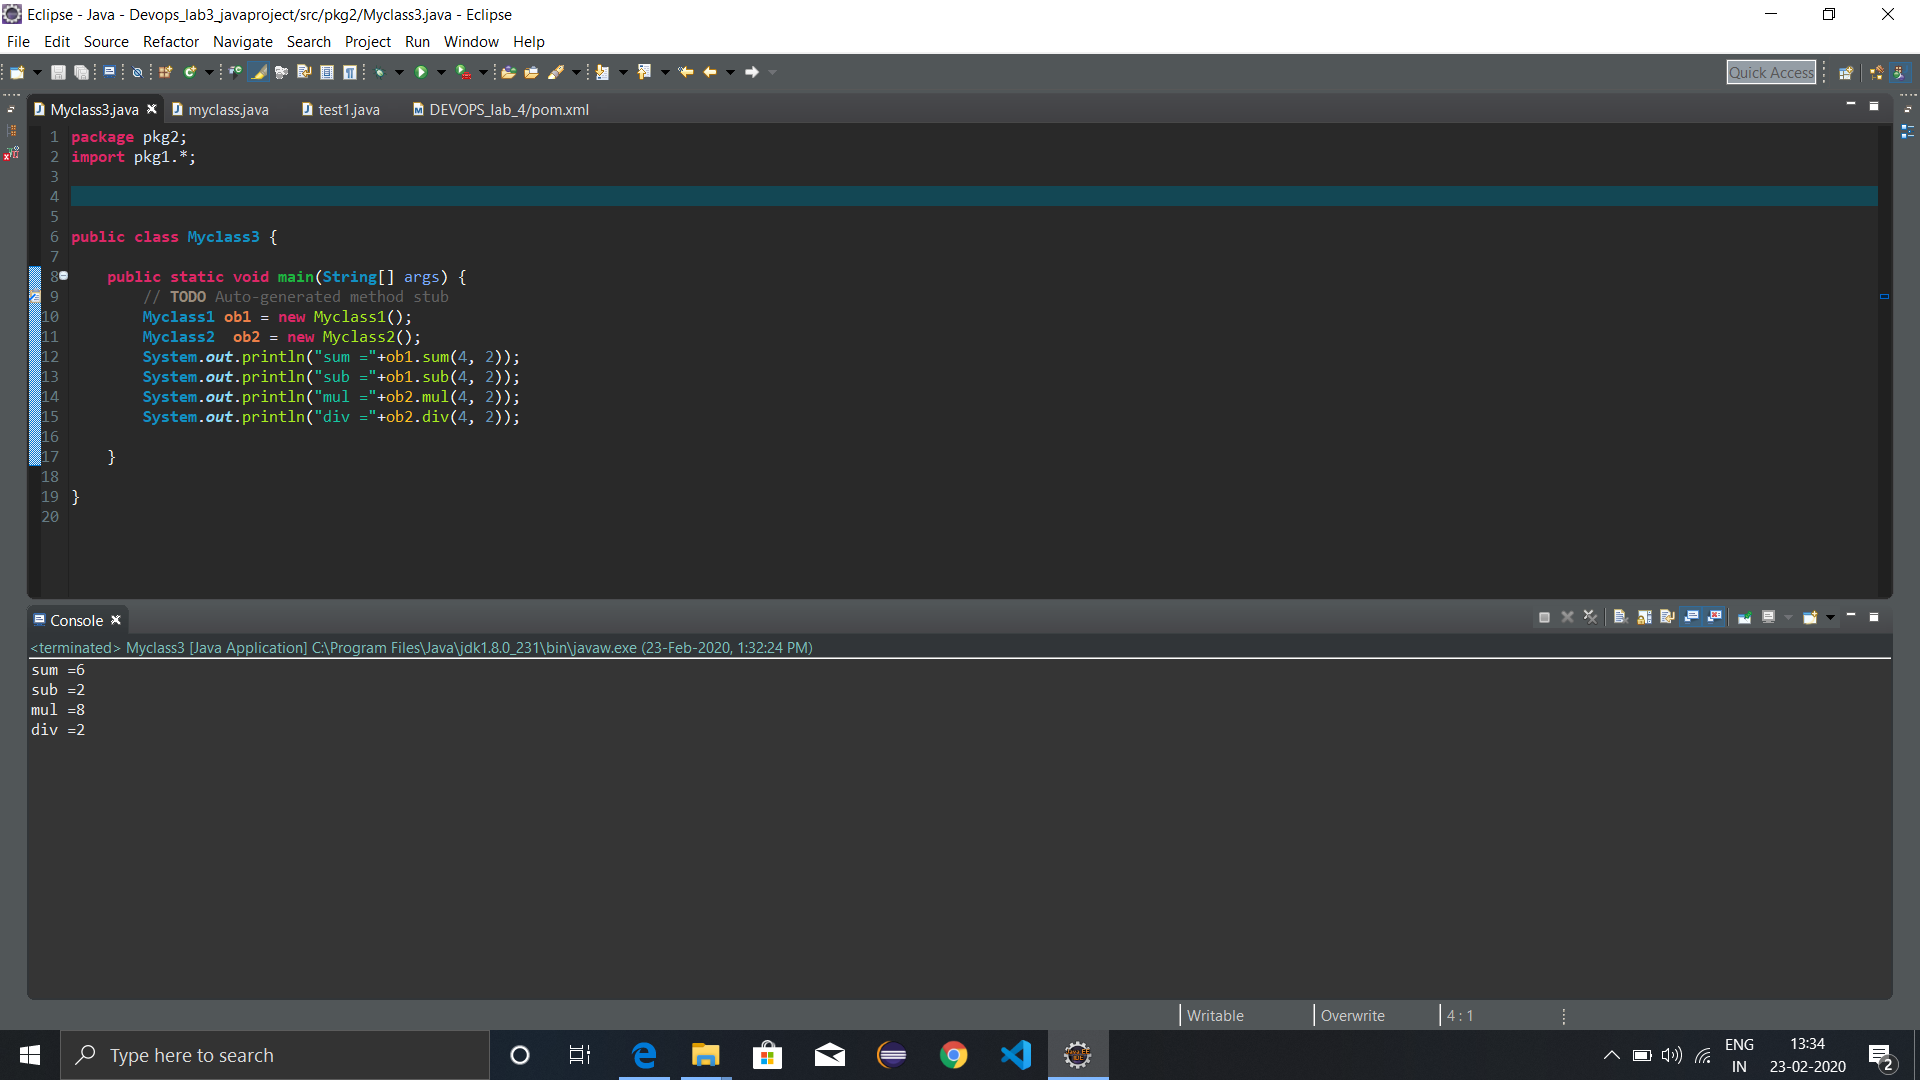 Eclipse - Java - Devops_lab3_javaproject/src/pkg2/Myclass3.java - Eclipse
File Edit Source Refactor Navigate Search Project Run Window Help
Quick Access
Myclass3.java myclass.java test1.java DEVOPS_lab_4/pom.xml
1 package pkg2;
2 import pkg1.*;
3
4
5
6 public class Myclass3 {
7
8 public static void main(String[] args) {
9 // TODO Auto-generated method stub
10 Myclass1 ob1 = new Myclass1();
11 Myclass2  ob2 = new Myclass2();
12 System.out.println("sum ="+ob1.sum(4, 2));
13 System.out.println("sub ="+ob1.sub(4, 2));
14 System.out.println("mul ="+ob2.mul(4, 2));
15 System.out.println("div ="+ob2.div(4, 2));
16
17 }
18
19 }
20
Console
<terminated> Myclass3 [Java Application] C:\Program Files\Java\jdk1.8.0_231\bin\javaw.exe (23-Feb-2020, 1:32:24 PM)
sum =6
sub =2
mul =8
div =2
Writable Overwrite 4 : 1
Type here to search
ENG 13:34
IN 23-02-2020 2